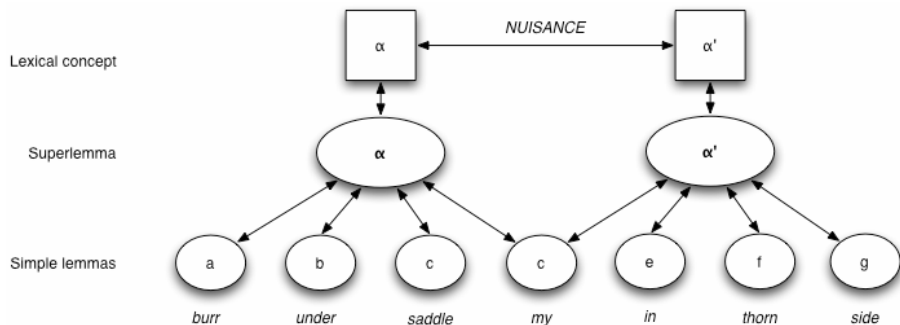 NUISANCE
Lexical concept α α'
Superlemma α α'
Simple lemmas a b c c e f g
burr under saddle my in thorn side